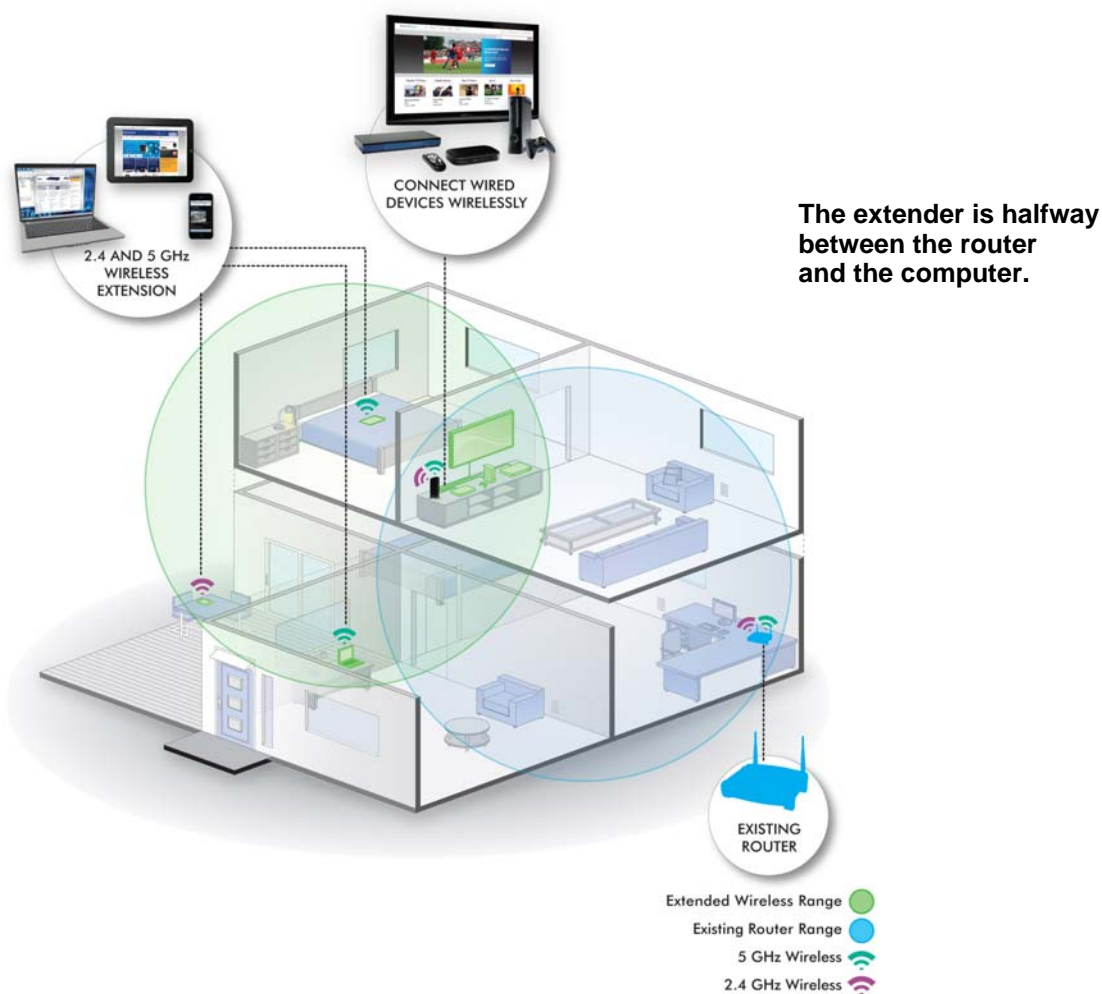 CONNECT WIRED
DEVICES WIRELESSLY
2.4 AND 5 GHz
WIRELESS
EXTENSION
The extender is halfway
between the router
and the computer.
EXISTING
ROUTER
Extended Wireless Range
Existing Router Range
5 GHz Wireless
2.4 GHz Wireless